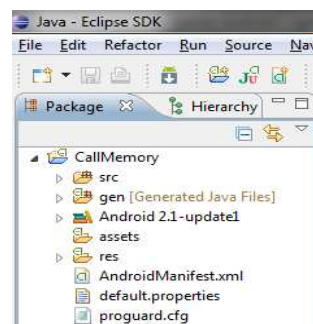 Java - Eclipse SDK
File Edit Refactor Run Source Nav
Package Hierarchy
CallMemory
src
gen [Generated Java Files]
Android 2.1-update1
assets
res
AndroidManifest.xml
default.properties
proguard.cfg